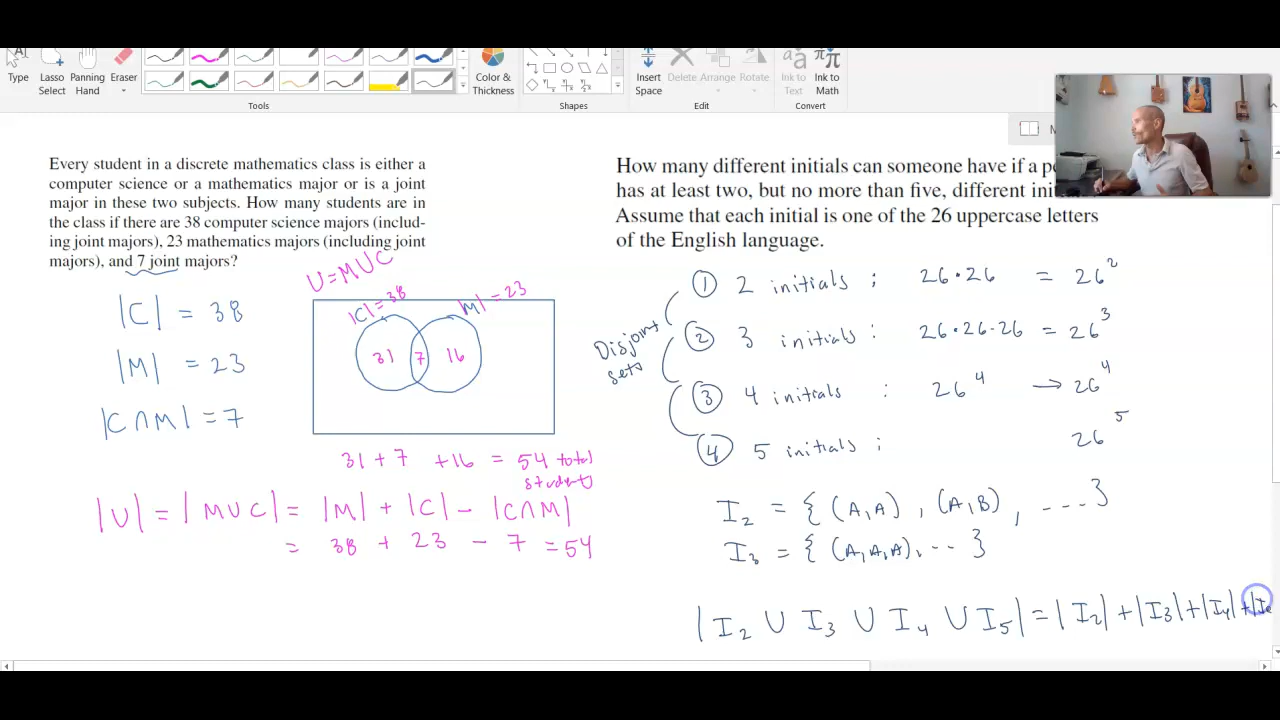 Type
Lasso Select
Panning Hand
Eraser
Color & Thickness
Insert Space
Delete
Arrange
Rotate
Ink to Text
Ink to Math
Tools
Shapes
Edit
Convert
Every student in a discrete mathematics class is either a
computer science or a mathematics major or is a joint
major in these two subjects. How many students are in
the class if there are 38 computer science majors (includ-
ing joint majors), 23 mathematics majors (including joint
majors), and 7 joint majors?
|C| = 38
|M| = 23
|C∩M| = 7
U=MUC
|C|=38
|M|=23
31 7 16
31 + 7 + 16 = 54 total
students
|U| = |MUC| = |M| + |C| - |C∩M|
= 38 + 23 - 7 = 54
How many different initials can someone have if a
has at least two, but no more than five, different
Assume that each initial is one of the 26 uppercase letters
of the English language.
Disjoint
sets
① 2 initials : 26·26 = 26²
② 3 initials : 26·26·26 = 26³
③ 4 initials : 26⁴ → 26⁴
④ 5 initials : 26⁵
I₂ = { (A,A) , (A,B) , ---- }
I₃ = { (A,A,A), -- }
|I₂ ∪ I₃ ∪ I₄ ∪ I₅| = |I₂| + |I₃| + |I₄| +